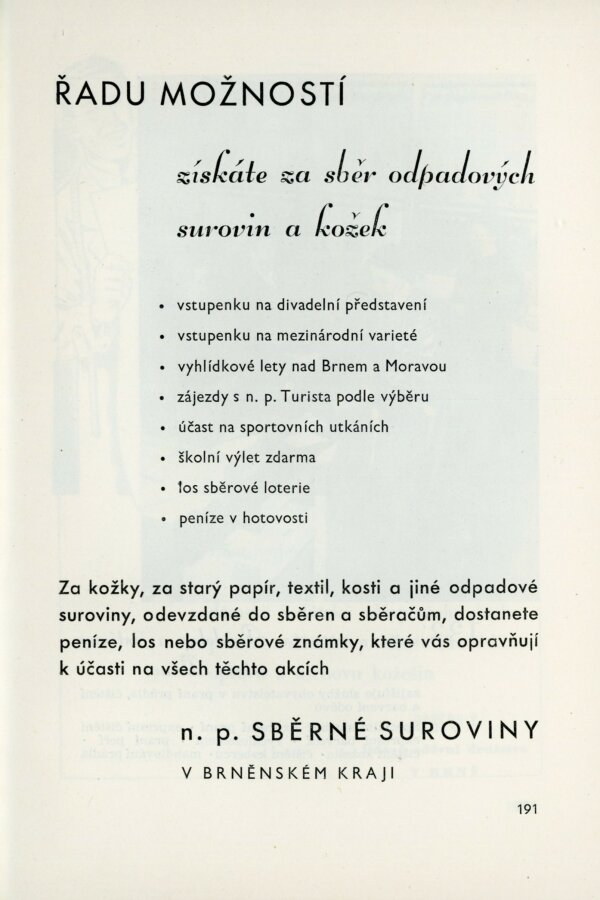 ŘADU MOŽNOSTÍ
získáte za sběr odpadových
surovin a kožek
• vstupenku na divadelní představení
• vstupenku na mezinárodní varieté
• vyhlídkové lety nad Brnem a Moravou
• zájezdy s n. p. Turista podle výběru
• účast na sportovních utkáních
• školní výlet zdarma
• los sběrové loterie
• peníze v hotovosti
Za kožky, za starý papír, textil, kosti a jiné odpadové
suroviny, odevzdané do sběren a sběračům, dostanete
peníze, los nebo sběrové známky, které vás opravňují
k účasti na všech těchto akcích
n. p. SBĚRNÉ SUROVINY
V BRNĚNSKÉM KRAJI
191